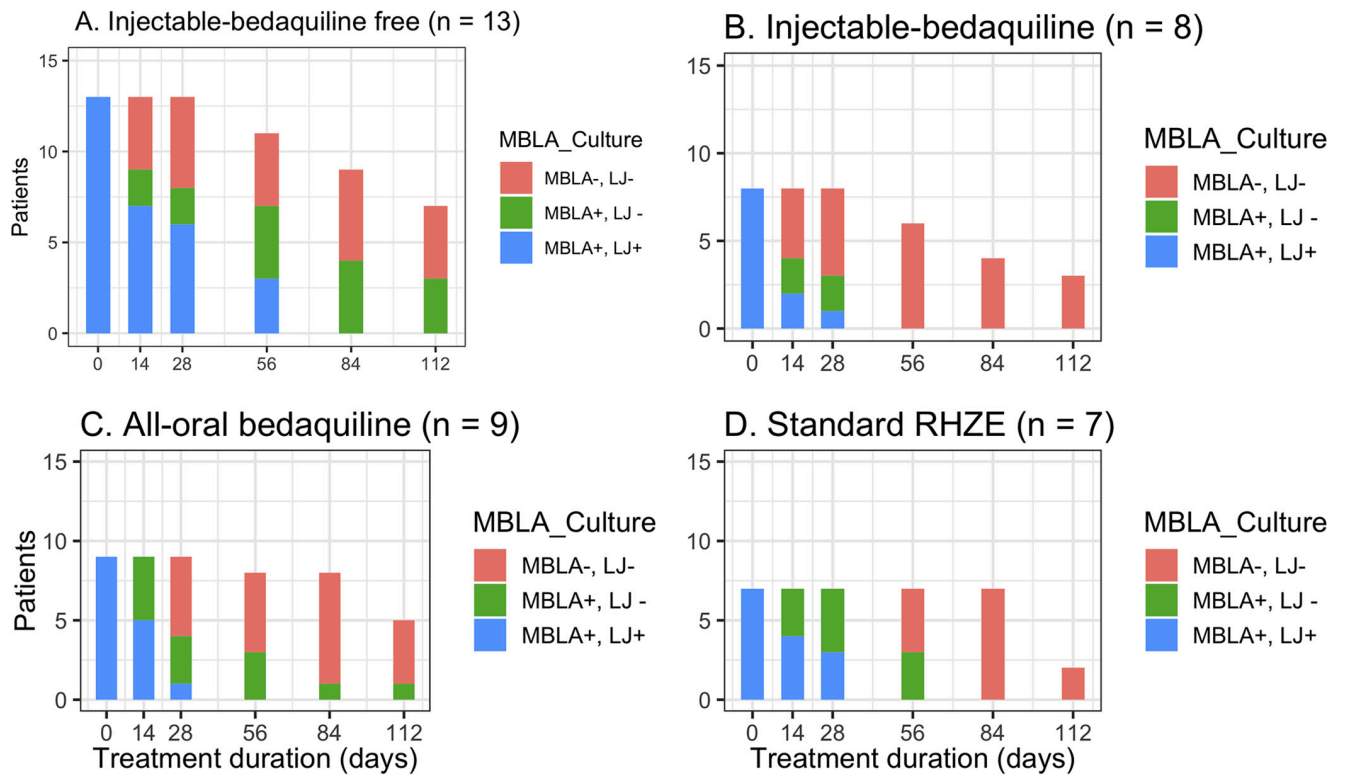 A. Injectable-bedaquiline free (n = 13)
15
10
5
0
Patients
0 14 28 56 84 112
MBLA_Culture
MBLA-, LJ-
MBLA+, LJ -
MBLA+, LJ+
B. Injectable-bedaquiline (n = 8)
15
10
5
0
0 14 28 56 84 112
MBLA_Culture
MBLA-, LJ-
MBLA+, LJ -
MBLA+, LJ+
C. All-oral bedaquiline (n = 9)
15
10
5
0
Patients
0 14 28 56 84 112
Treatment duration (days)
MBLA_Culture
MBLA-, LJ-
MBLA+, LJ -
MBLA+, LJ+
D. Standard RHZE (n = 7)
15
10
5
0
0 14 28 56 84 112
Treatment duration (days)
MBLA_Culture
MBLA-, LJ-
MBLA+, LJ -
MBLA+, LJ+